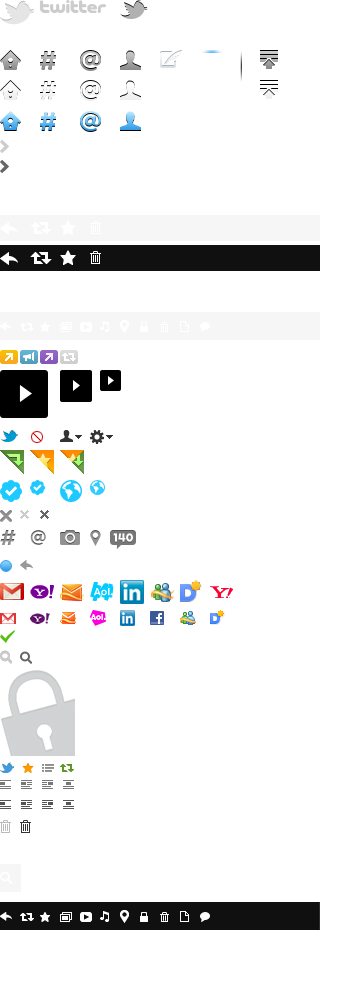 twitter
# @
# @
# @
# @ 140
Y! Aol. in D Y!
Y! Aol. in f D